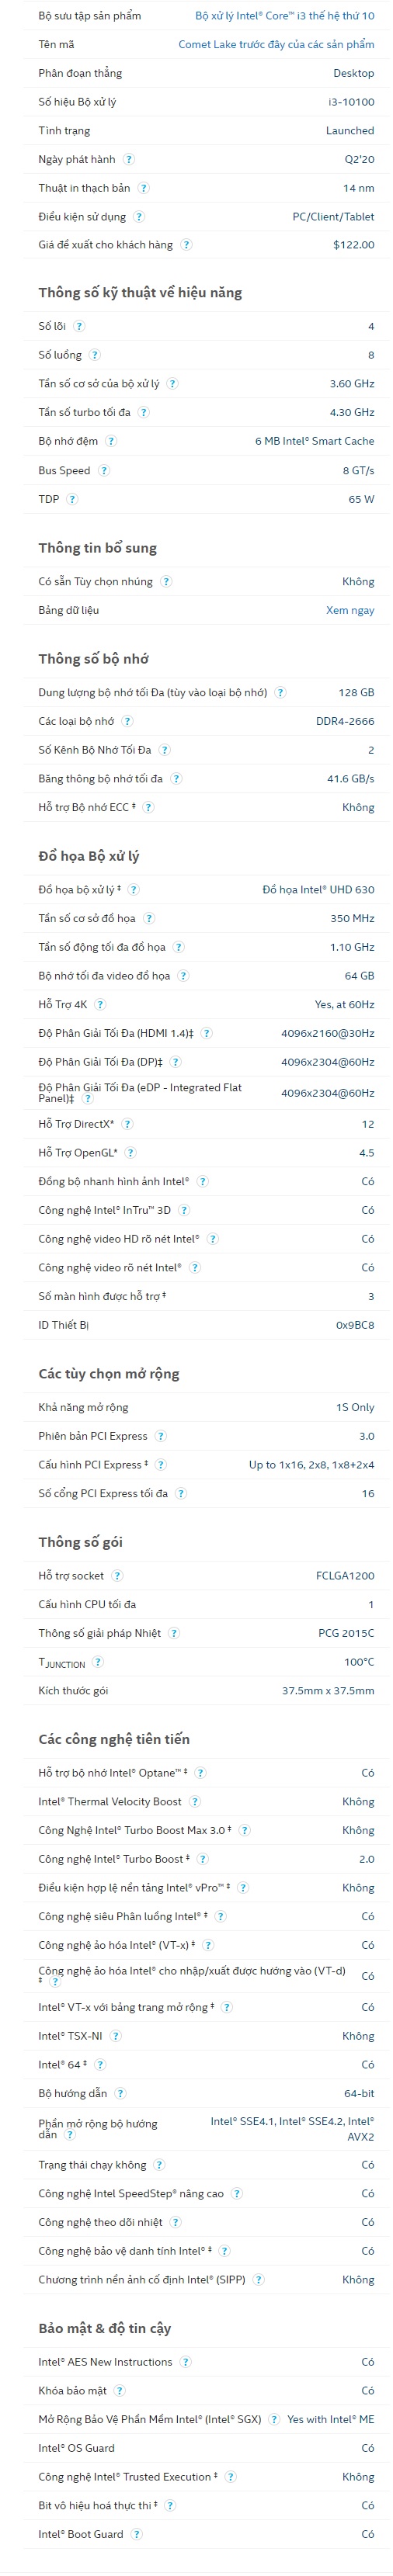 Bộ sưu tập sản phẩm Bộ xử lý Intel® Core™ i3 thế hệ thứ 10
Tên mã Comet Lake trước đây của các sản phẩm
Phân đoạn thẳng Desktop
Số hiệu Bộ xử lý i3-10100
Tình trạng Launched
Ngày phát hành ? Q2'20
Thuật in thạch bản ? 14 nm
Điều kiện sử dụng ? PC/Client/Tablet
Giá đề xuất cho khách hàng ? $122.00
Thông số kỹ thuật về hiệu năng
Số lõi ? 4
Số luồng ? 8
Tần số cơ sở của bộ xử lý ? 3.60 GHz
Tần số turbo tối đa ? 4.30 GHz
Bộ nhớ đệm ? 6 MB Intel® Smart Cache
Bus Speed ? 8 GT/s
TDP ? 65 W
Thông tin bổ sung
Có sẵn Tùy chọn nhúng ? Không
Bảng dữ liệu Xem ngay
Thông số bộ nhớ
Dung lượng bộ nhớ tối Đa (tùy vào loại bộ nhớ) ? 128 GB
Các loại bộ nhớ ? DDR4-2666
Số Kênh Bộ Nhớ Tối Đa ? 2
Băng thông bộ nhớ tối đa ? 41.6 GB/s
Hỗ trợ Bộ nhớ ECC ‡ ? Không
Đồ họa Bộ xử lý
Đồ họa bộ xử lý ‡ ? Đồ họa Intel® UHD 630
Tần số cơ sở đồ họa ? 350 MHz
Tần số động tối đa đồ họa ? 1.10 GHz
Bộ nhớ tối đa video đồ họa ? 64 GB
Hỗ Trợ 4K ? Yes, at 60Hz
Độ Phân Giải Tối Đa (HDMI 1.4)‡ ? 4096x2160@30Hz
Độ Phân Giải Tối Đa (DP)‡ ? 4096x2304@60Hz
Độ Phân Giải Tối Đa (eDP - Integrated Flat
Panel)‡ ? 4096x2304@60Hz
Hỗ Trợ DirectX* ? 12
Hỗ Trợ OpenGL* ? 4.5
Đồng bộ nhanh hình ảnh Intel® ? Có
Công nghệ Intel® InTru™ 3D ? Có
Công nghệ video HD rõ nét Intel® ? Có
Công nghệ video rõ nét Intel® ? Có
Số màn hình được hỗ trợ ‡ 3
ID Thiết Bị 0x9BC8
Các tùy chọn mở rộng
Khả năng mở rộng 1S Only
Phiên bản PCI Express ? 3.0
Cấu hình PCI Express ‡ ? Up to 1x16, 2x8, 1x8+2x4
Số cổng PCI Express tối đa ? 16
Thông số gói
Hỗ trợ socket ? FCLGA1200
Cấu hình CPU tối đa 1
Thông số giải pháp Nhiệt ? PCG 2015C
TJUNCTION ? 100°C
Kích thước gói 37.5mm x 37.5mm
Các công nghệ tiên tiến
Hỗ trợ bộ nhớ Intel® Optane™ ‡ ? Có
Intel® Thermal Velocity Boost ? Không
Công Nghệ Intel® Turbo Boost Max 3.0 ‡ ? Không
Công nghệ Intel® Turbo Boost ‡ ? 2.0
Điều kiện hợp lệ nền tảng Intel® vPro™ ‡ ? Không
Công nghệ siêu Phân luồng Intel® ‡ ? Có
Công nghệ ảo hóa Intel® (VT-x) ‡ ? Có
Công nghệ ảo hóa Intel® cho nhập/xuất được hướng vào (VT-d)
‡ ? Có
Intel® VT-x với bảng trang mở rộng ‡ ? Có
Intel® TSX-NI ? Không
Intel® 64 ‡ ? Có
Bộ hướng dẫn ? 64-bit
Phần mở rộng bộ hướng
dẫn ? Intel® SSE4.1, Intel® SSE4.2, Intel®
AVX2
Trạng thái chạy không ? Có
Công nghệ Intel SpeedStep® nâng cao ? Có
Công nghệ theo dõi nhiệt ? Có
Công nghệ bảo vệ danh tính Intel® ‡ ? Có
Chương trình nền ảnh cố định Intel® (SIPP) ? Không
Bảo mật & độ tin cậy
Intel® AES New Instructions ? Có
Khóa bảo mật ? Có
Mở Rộng Bảo Vệ Phần Mềm Intel® (Intel® SGX) ? Yes with Intel® ME
Intel® OS Guard Có
Công nghệ Intel® Trusted Execution ‡ ? Không
Bit vô hiệu hoá thực thi ‡ ? Có
Intel® Boot Guard ? Có